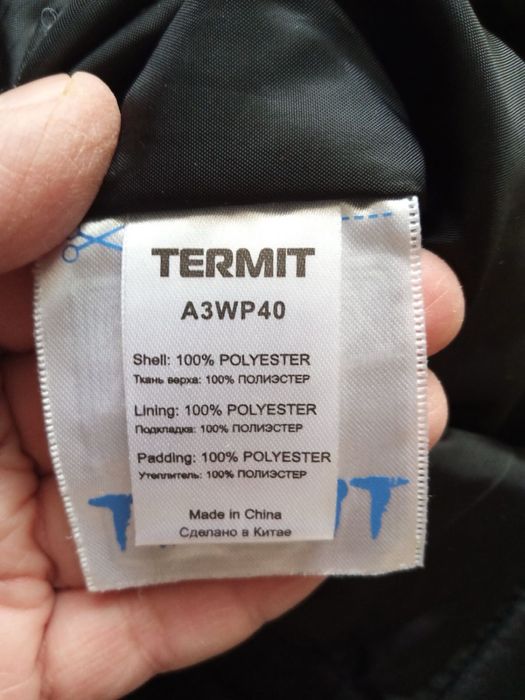 TERMIT
A3WP40
Shell: 100% POLYESTER
Ткань верха: 100% ПОЛИЭСТЕР
Lining: 100% POLYESTER
Подкладка: 100% ПОЛИЭСТЕР
Padding: 100% POLYESTER
Утеплитель: 100% ПОЛИЭСТЕР
Made in China
Сделано в Китае